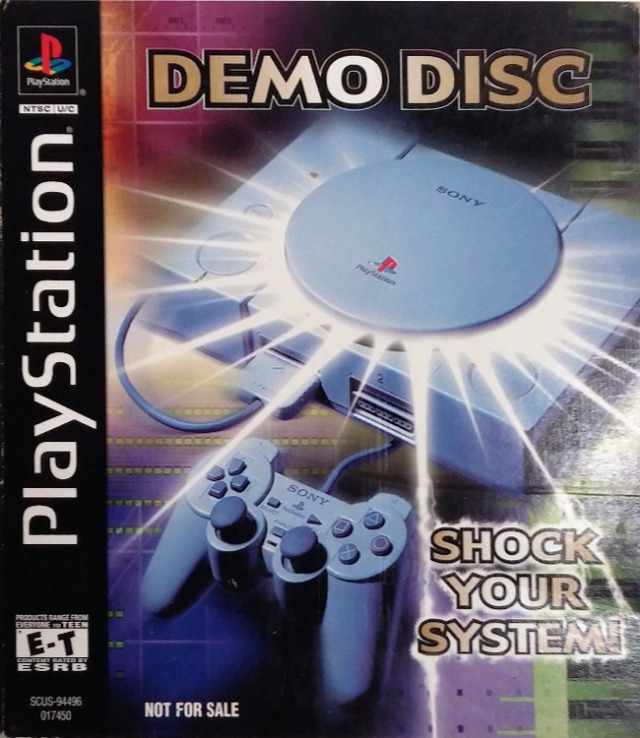 PlayStation
NTSC U/C
PlayStation
DEMO DISC
SONY
PlayStation
2
SONY
SHOCK
YOUR
SYSTEM!
PRODUCTS RANGE FROM
EVERYONE TO TEEN
E-T
CONTENT RATED BY
ESRB
SCUS-94496
017450
NOT FOR SALE